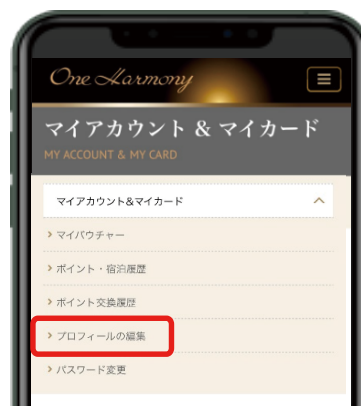 One Harmony
マイアカウント & マイカード
MY ACCOUNT & MY CARD
マイアカウント&マイカード
マイバウチャー
ポイント・宿泊履歴
ポイント交換履歴
プロフィールの編集
パスワード変更